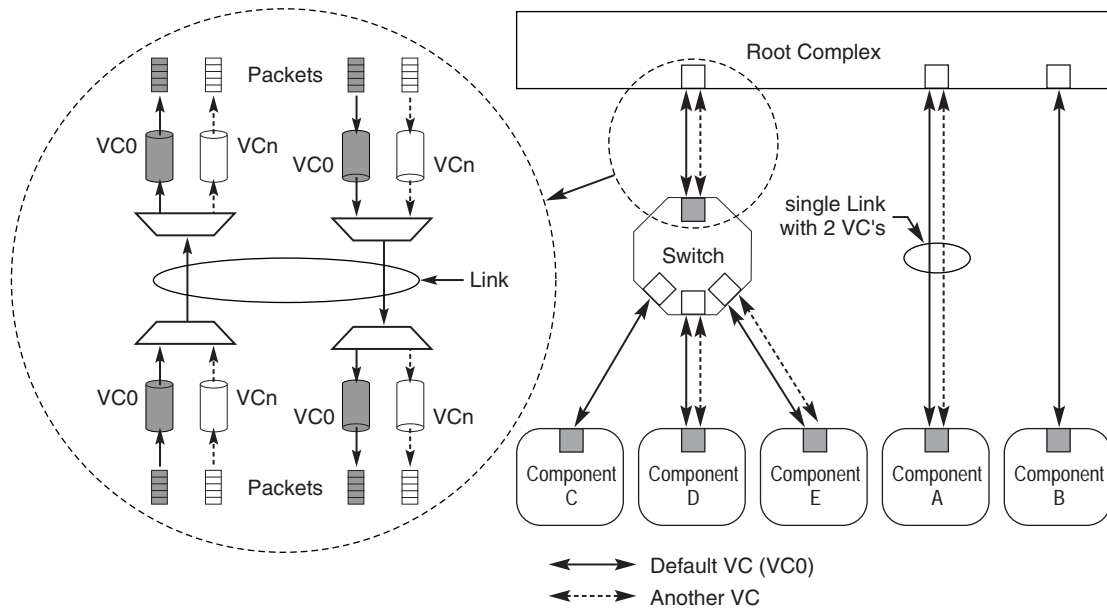 Packets
Packets
VC0
VCn
VC0
VCn
Link
VC0
VCn
VC0
VCn
Packets
Packets
Root Complex
single Link
with 2 VC's
Switch
Component
C
Component
D
Component
E
Component
A
Component
B
Default VC (VC0)
Another VC